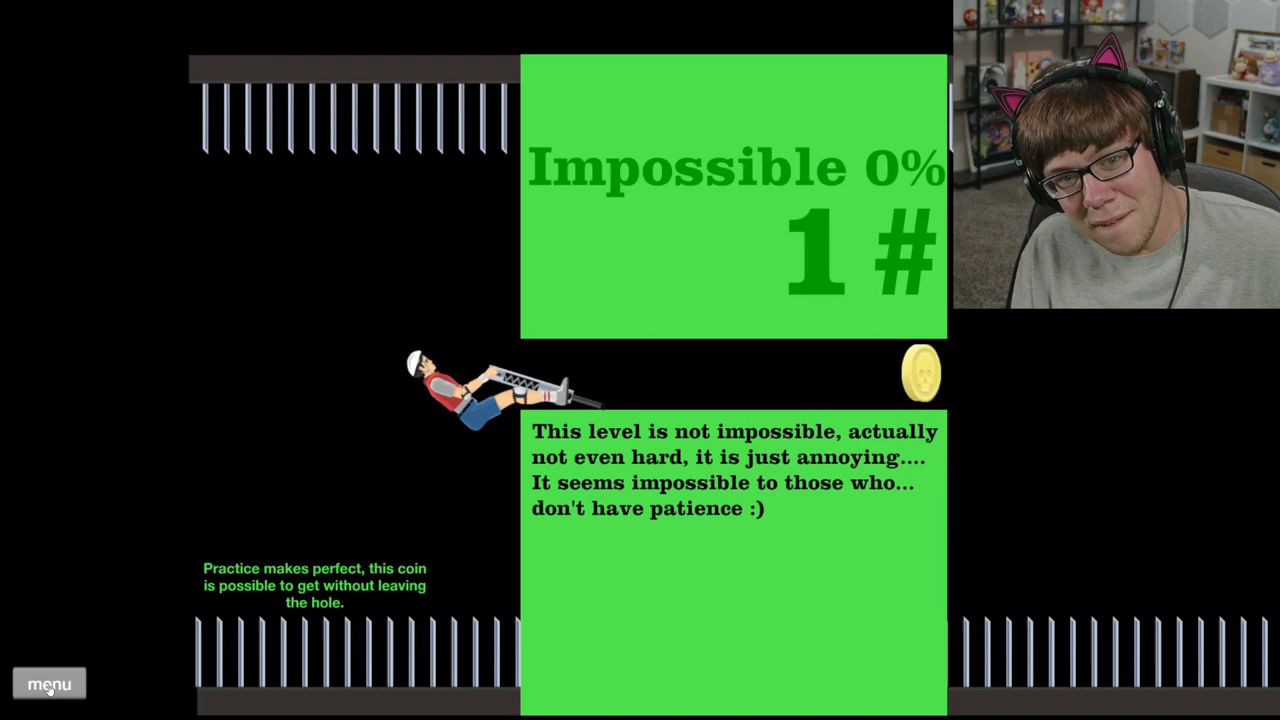 Impossible 0%
1 #
This level is not impossible, actually
not even hard, it is just annoying....
It seems impossible to those who...
don't have patience :)
Practice makes perfect, this coin
is possible to get without leaving
the hole.
menu